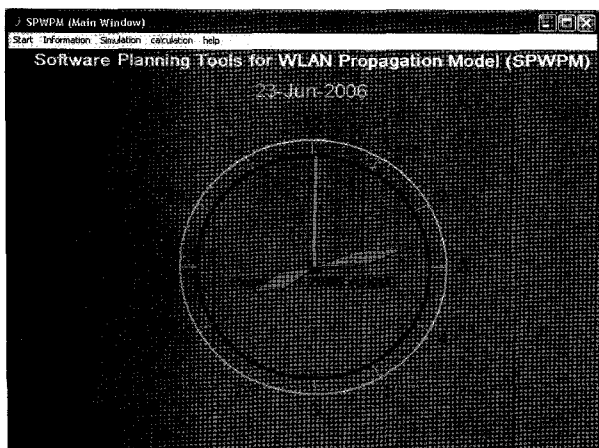 SPWPM (Main Window)
Start Information Simulation calculation help
Software Planning Tools for WLAN Propagation Model (SPWPM)
23-Jun-2006